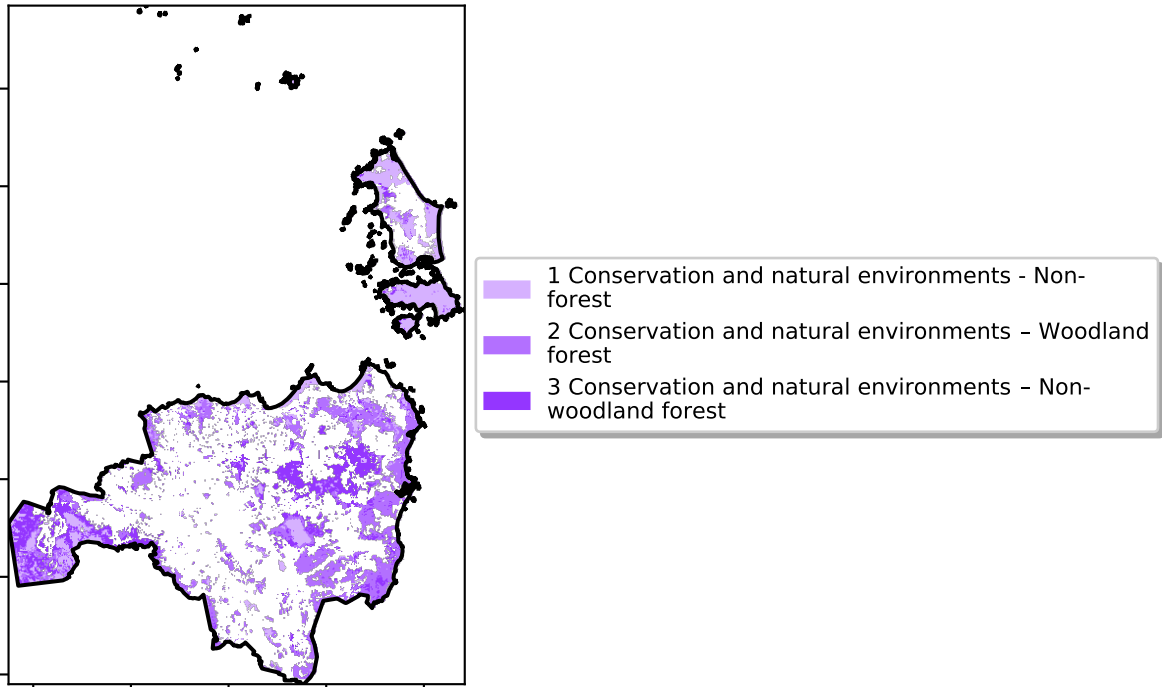 1 Conservation and natural environments - Non-
forest
2 Conservation and natural environments – Woodland
forest
3 Conservation and natural environments – Non-
woodland forest